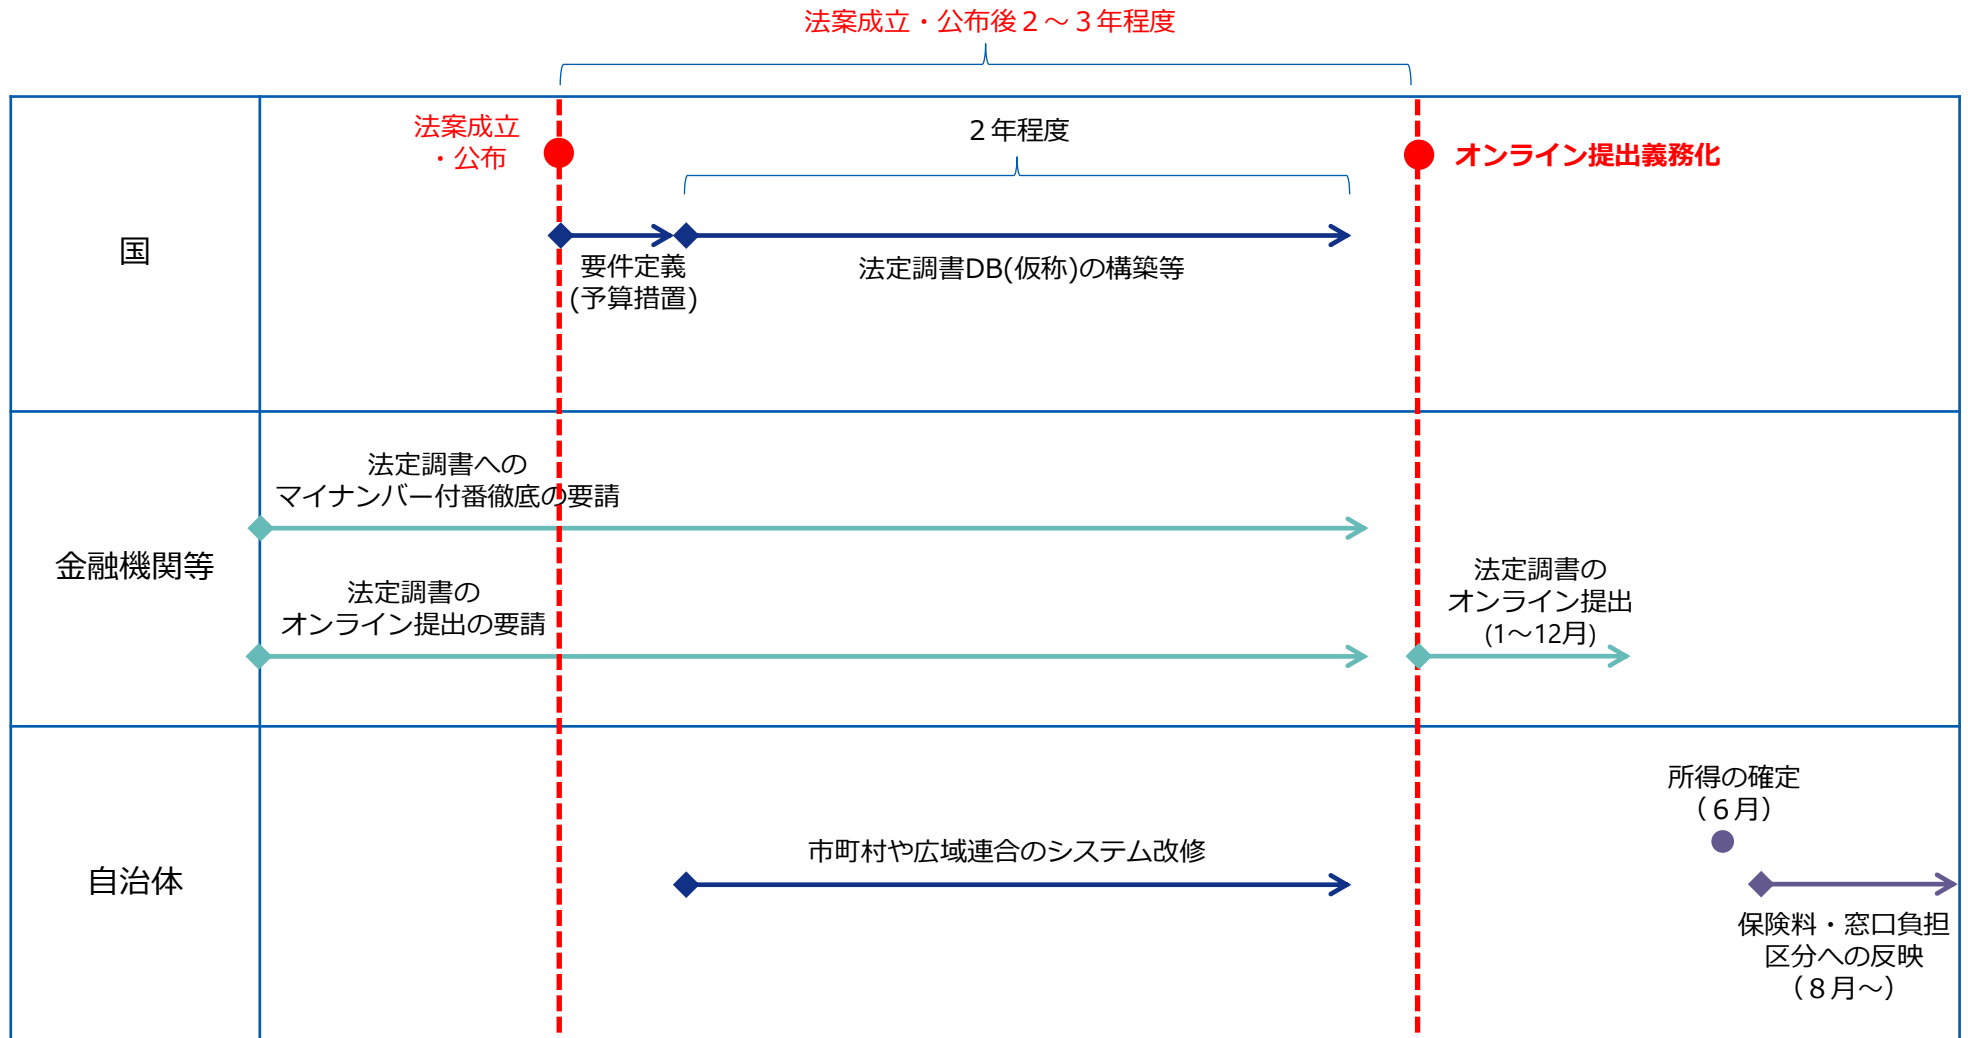 法案成立・公布後２～３年程度
国
法案成立
・公布
２年程度
オンライン提出義務化
要件定義
(予算措置)
法定調書DB(仮称)の構築等
金融機関等
法定調書への
マイナンバー付番徹底の要請
法定調書の
オンライン提出の要請
法定調書の
オンライン提出
(1～12月)
自治体
市町村や広域連合のシステム改修
所得の確定
（６月）
保険料・窓口負担
区分への反映
（８月～）